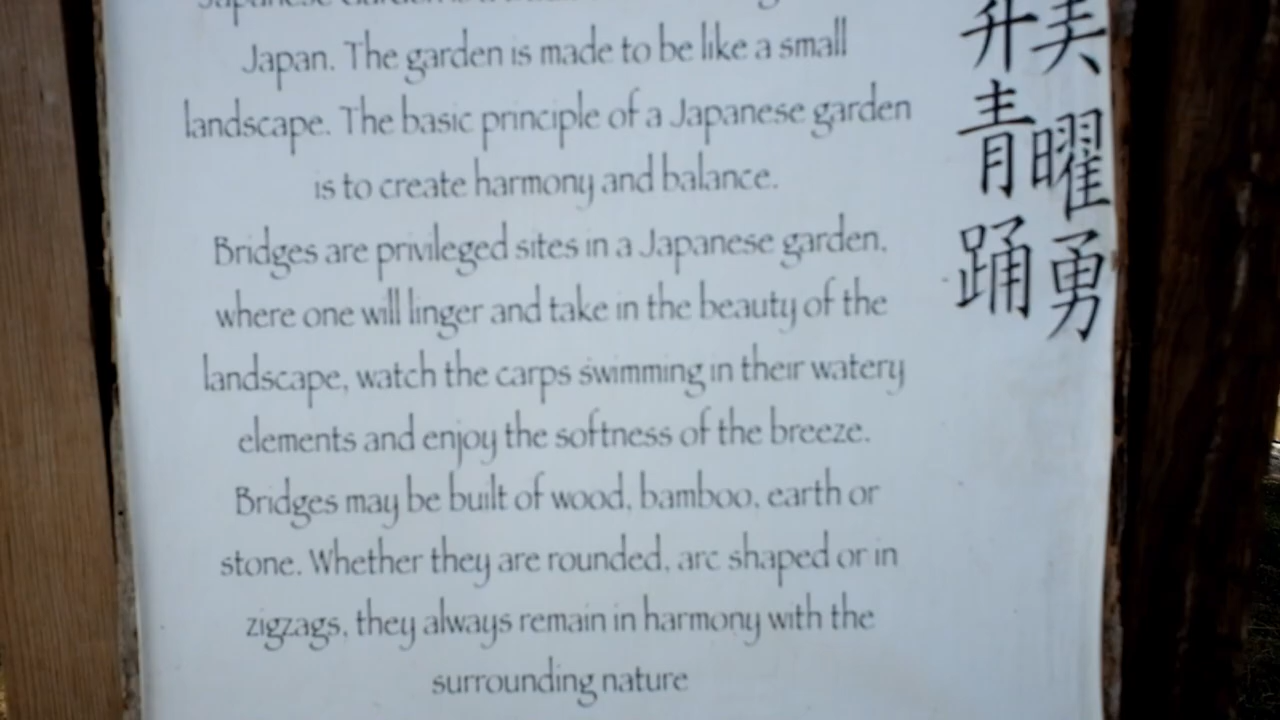 Japan. The garden is made to be like a small
landscape. The basic principle of a Japanese garden
is to create harmony and balance.
Bridges are privileged sites in a Japanese garden,
where one will linger and take in the beauty of the
landscape, watch the carps swimming in their watery
elements and enjoy the softness of the breeze.
Bridges may be built of wood, bamboo, earth or
stone. Whether they are rounded, arc shaped or in
zigzags, they always remain in harmony with the
surrounding nature
曜勇
青踊